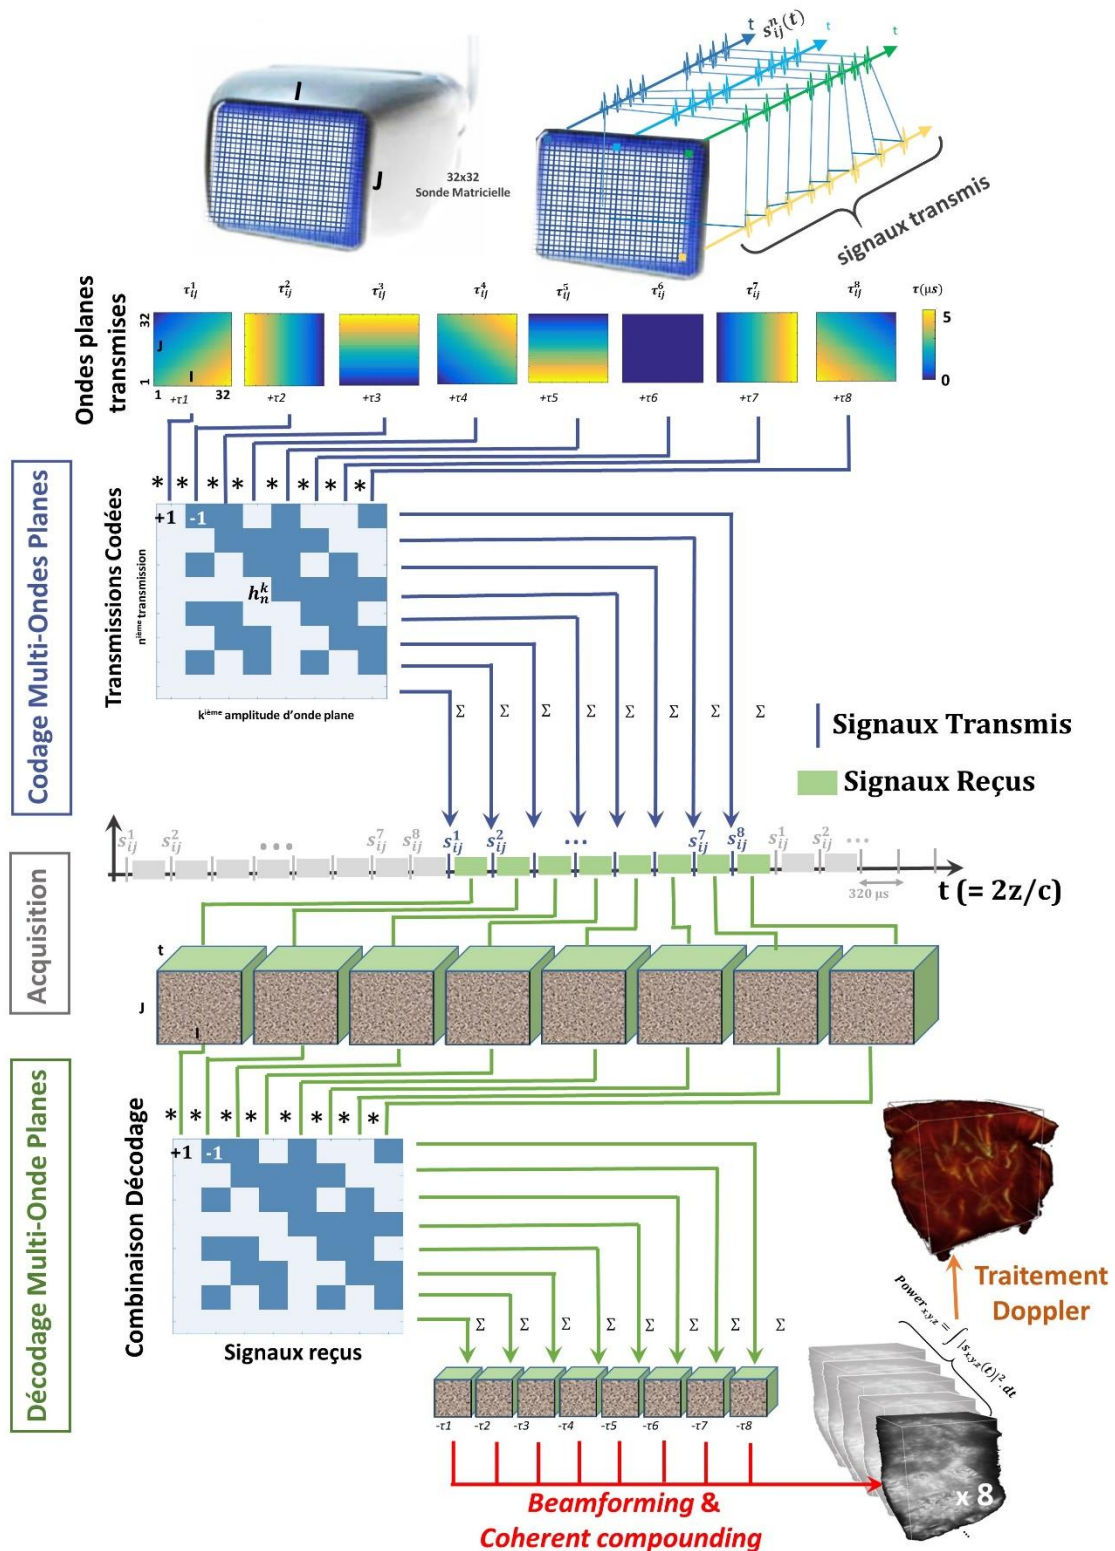 I
J
32x32
Sonde Matricielle
t
s_ij^n(t)
t
t
signaux transmis
Ondes planes
transmises
τ_ij^1 τ_ij^2 τ_ij^3 τ_ij^4 τ_ij^5 τ_ij^6 τ_ij^7 τ_ij^8 τ(μs)
32
J
1
I
1 32
5
0
+τ1 +τ2 +τ3 +τ4 +τ5 +τ6 +τ7 +τ8
Codage Multi-Ondes Planes
Transmissions Codées
n^ième transmission
* * * * * * * *
+1 -1
h_n^k
k^ième amplitude d'onde plane
Σ Σ Σ Σ Σ Σ Σ Σ
Signaux Transmis
Signaux Reçus
Acquisition
s_ij^1 s_ij^2 ... s_ij^7 s_ij^8 s_ij^1 s_ij^2 ... s_ij^7 s_ij^8 s_ij^1 s_ij^2 ...
320 μs
t (= 2z/c)
t
J
I
Décodage Multi-Onde Planes
Combinaison Décodage
* * * * * * * *
+1 -1
Signaux reçus
Σ Σ Σ Σ Σ Σ Σ Σ
-τ1 -τ2 -τ3 -τ4 -τ5 -τ6 -τ7 -τ8
Beamforming &
Coherent compounding
Traitement
Doppler
Power_x,y,z = ∫ |s_x,y,z(t)|².dt
x 8
...